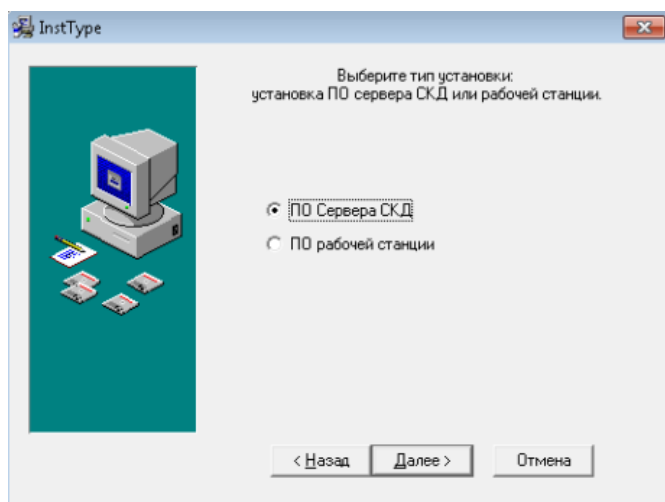 InstType
Выберите тип установки:
установка ПО сервера СКД или рабочей станции.
ПО Сервера СКД
ПО рабочей станции
< Назад
Далее >
Отмена